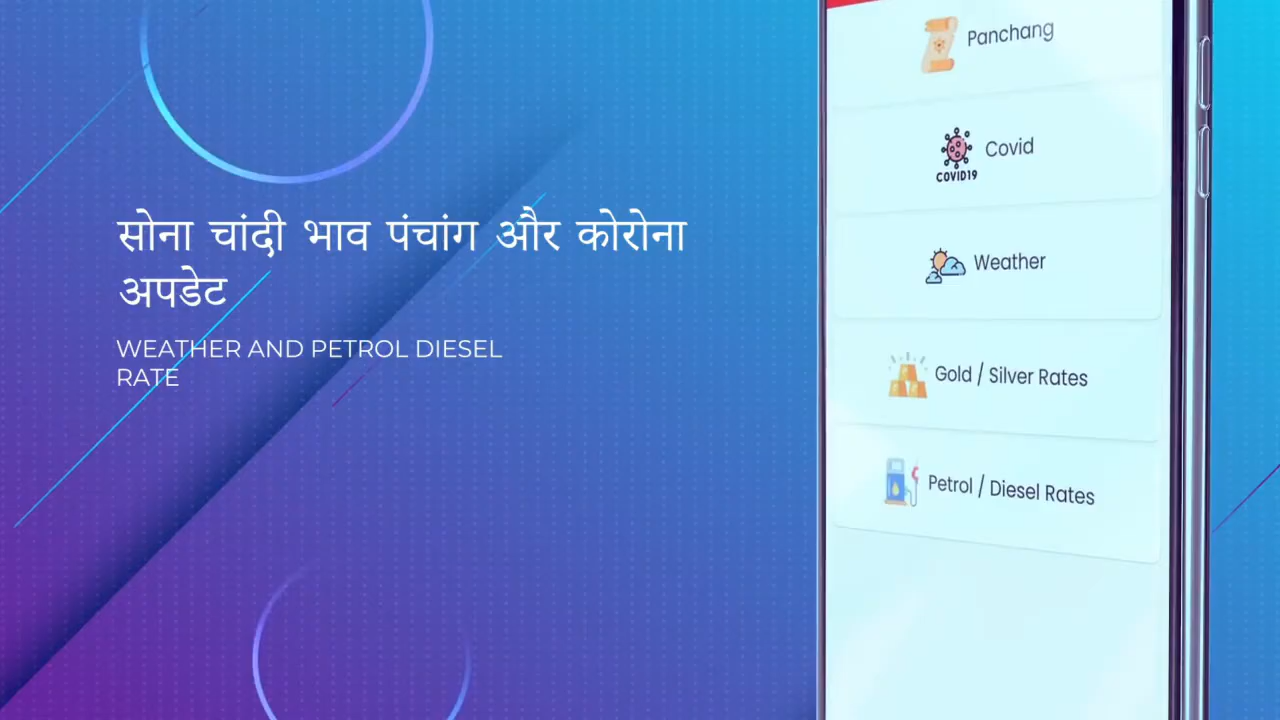 सोना चांदी भाव पंचांग और कोरोना
अपडेट
WEATHER AND PETROL DIESEL
RATE
Panchang
COVID19
Covid
Weather
Gold / Silver Rates
Petrol / Diesel Rates